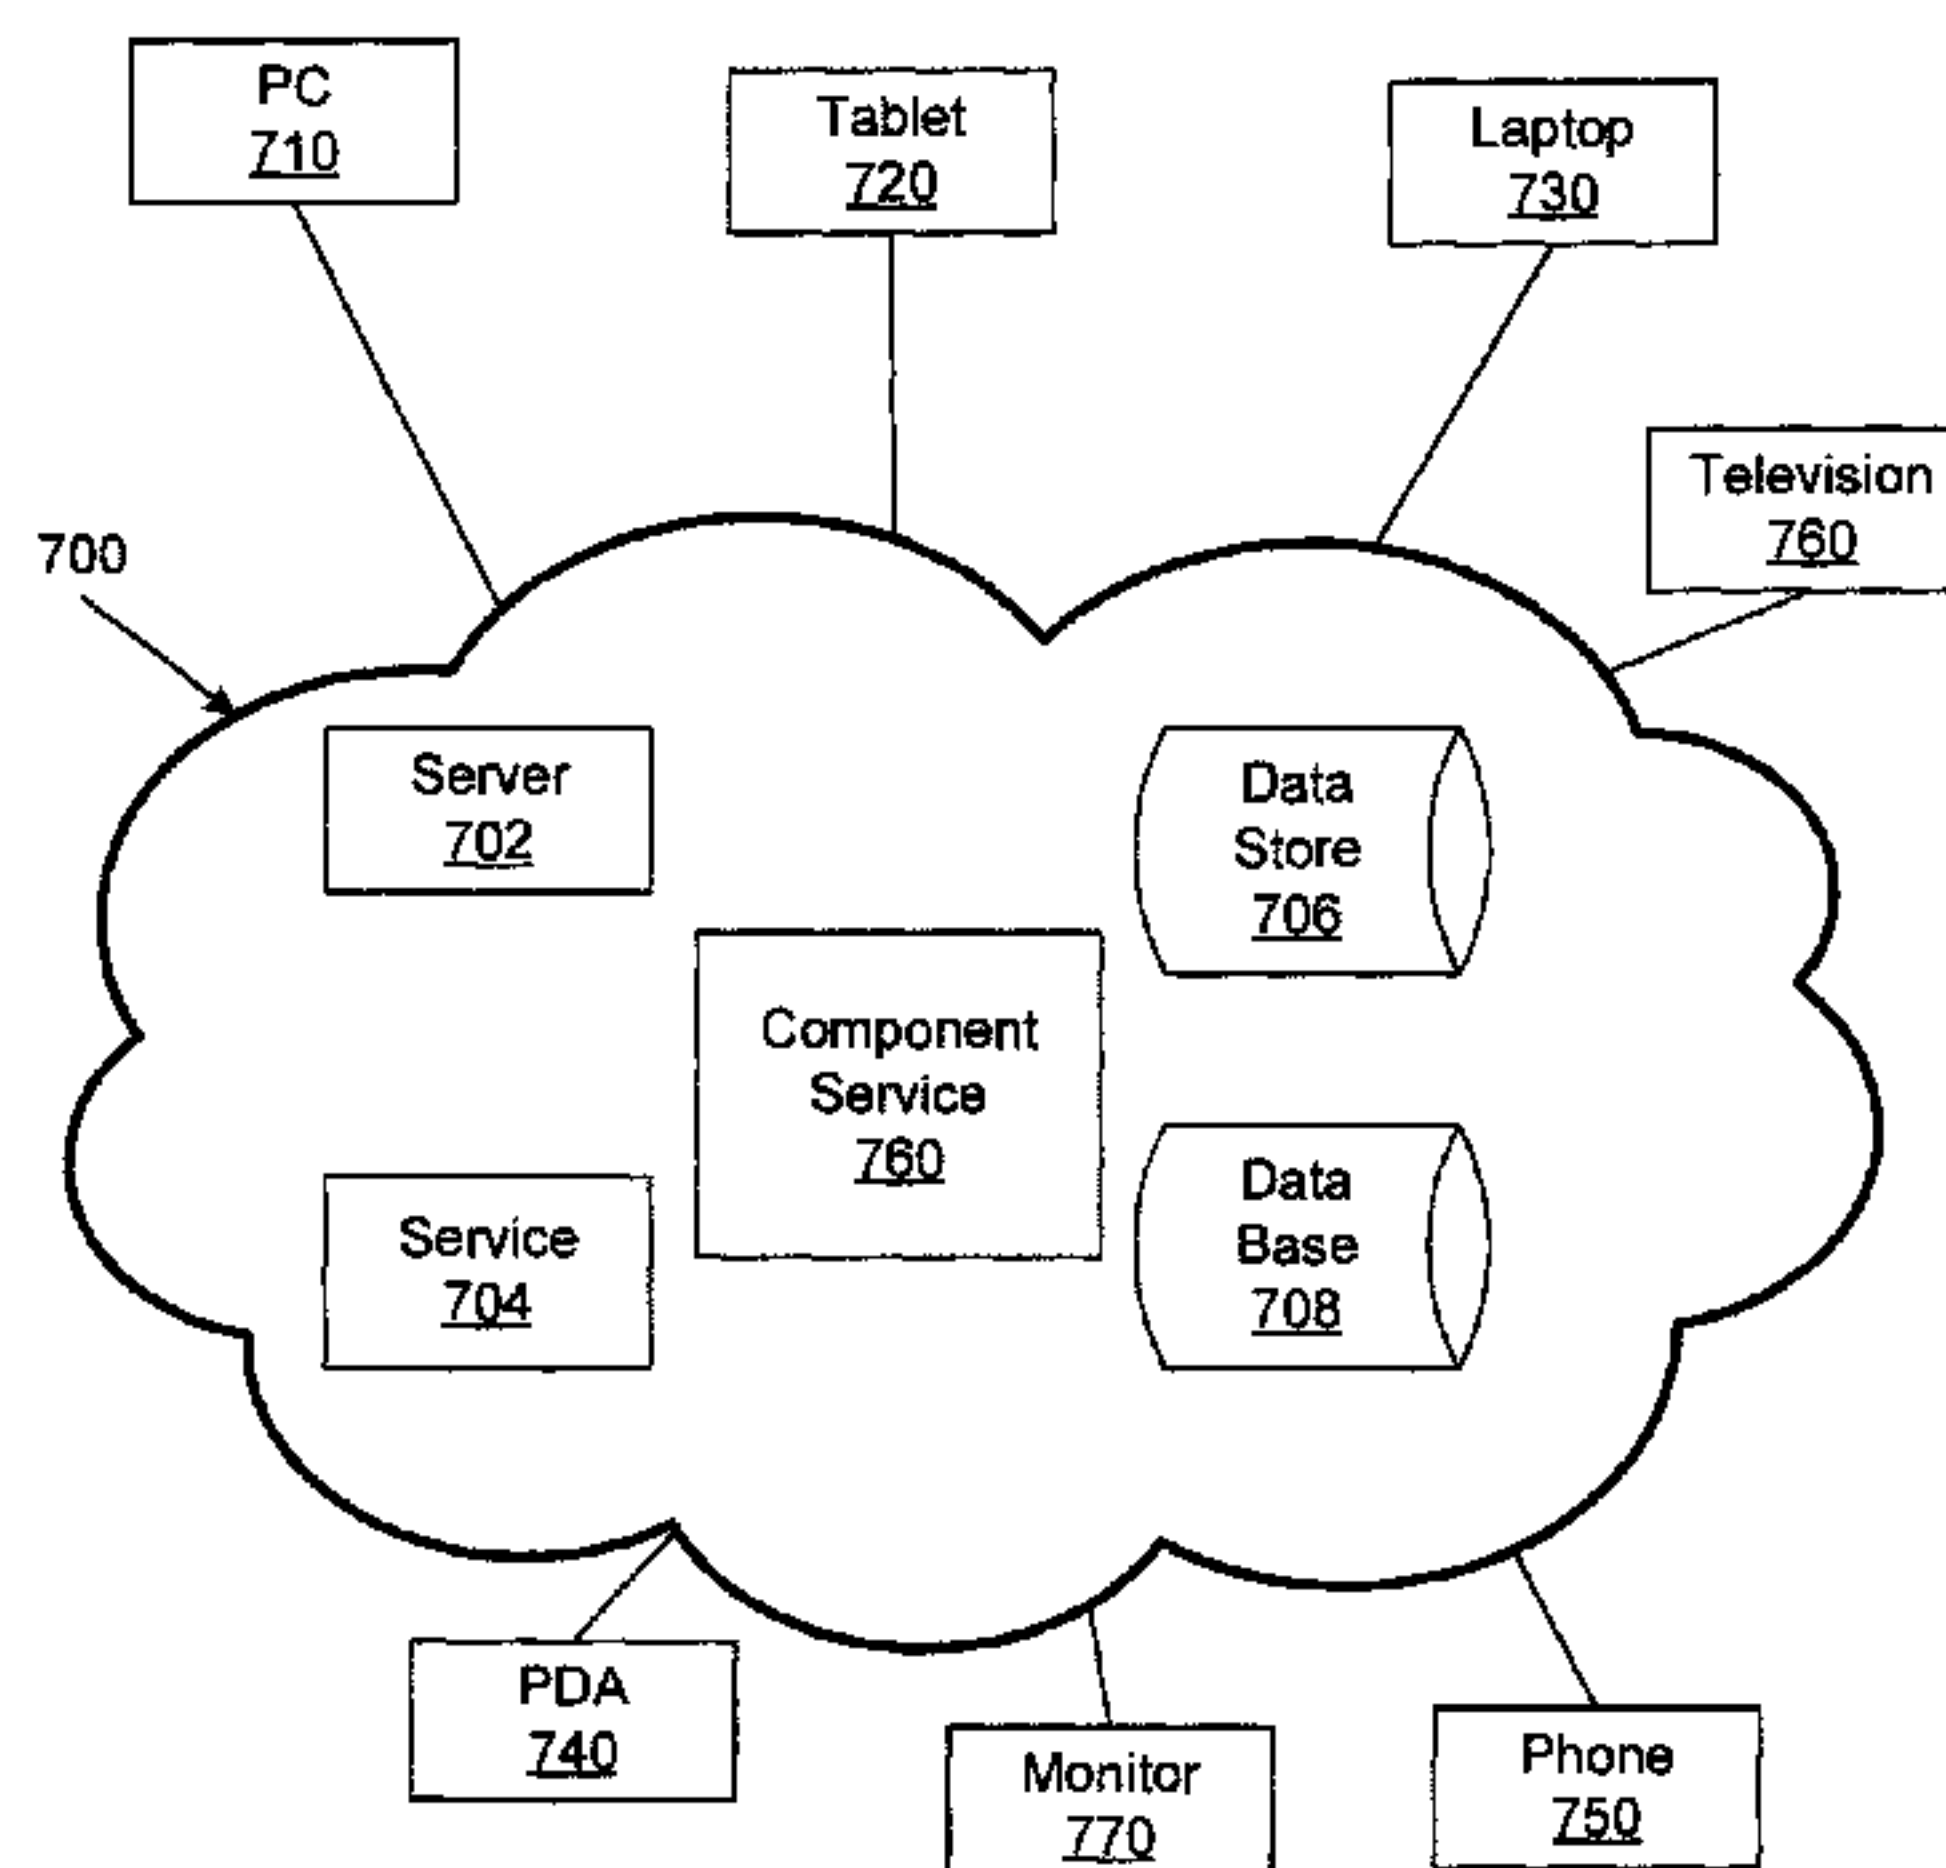 PC
710
Tablet
720
Laptop
730
Television
760
700
Server
702
Data
Store
706
Component
Service
760
Service
704
Data
Base
708
PDA
740
Monitor
770
Phone
750